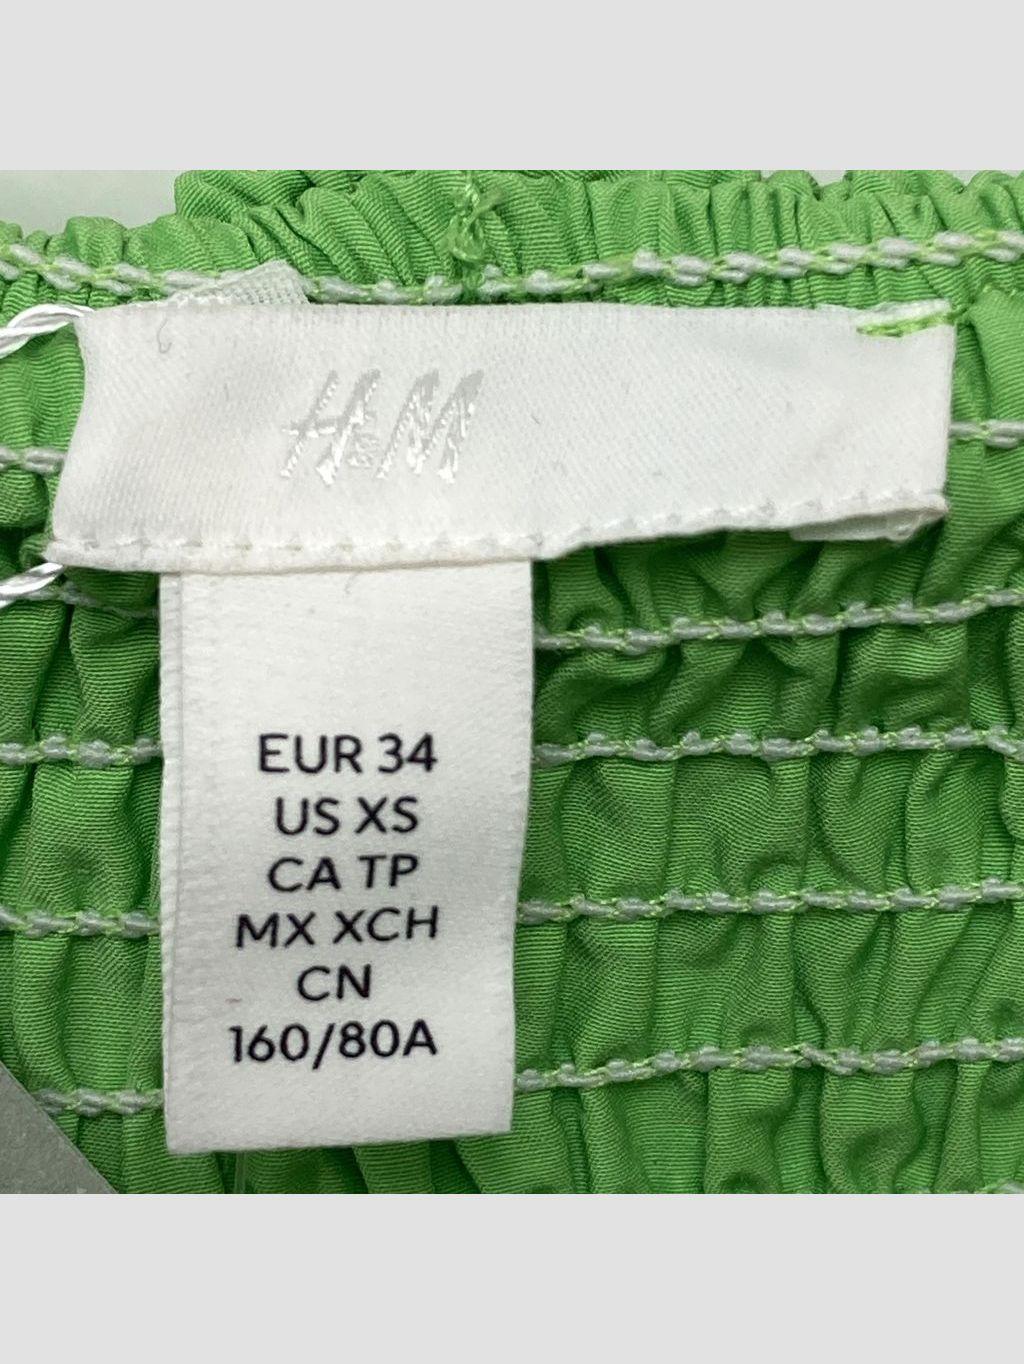 H&M
EUR 34
US XS
CA TP
MX XCH
CN
160/80A